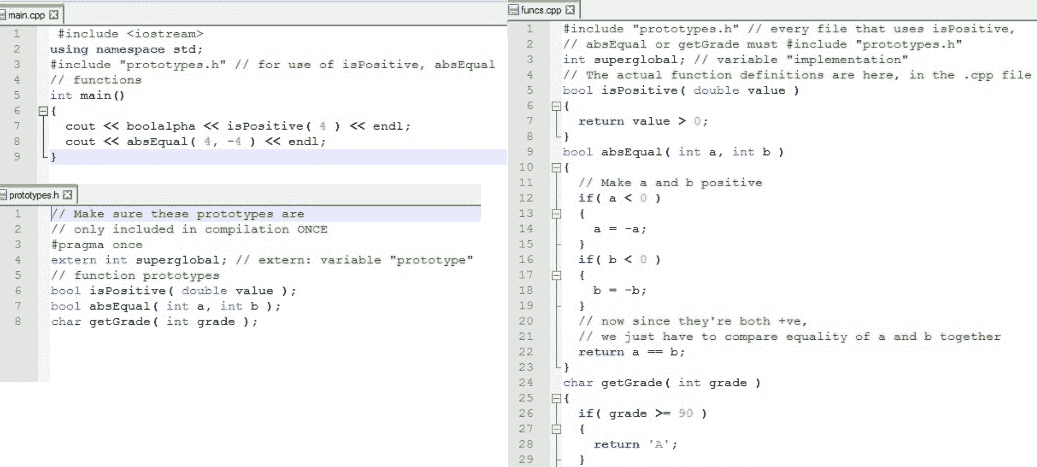 main.cpp
1 #include <iostream>
2 using namespace std;
3 #include "prototypes.h" // for use of isPositive, absEqual
4 // functions
5 int main()
6 {
7 cout << boolalpha << isPositive( 4 ) << endl;
8 cout << absEqual( 4, -4 ) << endl;
9 }
prototypes.h
1 // Make sure these prototypes are
2 // only included in compilation ONCE
3 #pragma once
4 extern int superglobal; // extern: variable "prototype"
5 // function prototypes
6 bool isPositive( double value );
7 bool absEqual( int a, int b );
8 char getGrade( int grade );
funcs.cpp
1 #include "prototypes.h" // every file that uses isPositive,
2 // absEqual or getGrade must #include "prototypes.h"
3 int superglobal; // variable "implementation"
4 // The actual function definitions are here, in the .cpp file
5 bool isPositive( double value )
6 {
7 return value > 0;
8 }
9 bool absEqual( int a, int b )
10 {
11 // Make a and b positive
12 if( a < 0 )
13 {
14 a = -a;
15 }
16 if( b < 0 )
17 {
18 b = -b;
19 }
20 // now since they're both +ve,
21 // we just have to compare equality of a and b together
22 return a == b;
23 }
24 char getGrade( int grade )
25 {
26 if( grade >= 90 )
27 {
28 return 'A';
29 }